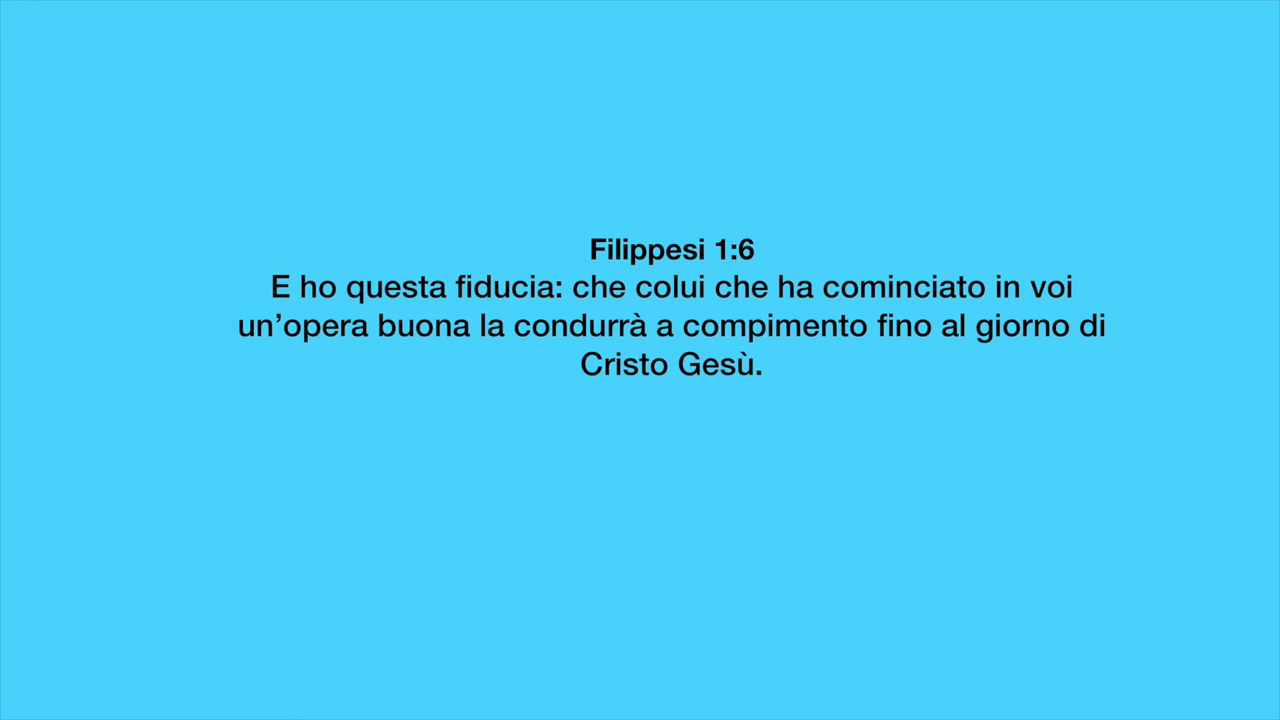 Filippesi 1:6
E ho questa fiducia: che colui che ha cominciato in voi
un’opera buona la condurrà a compimento fino al giorno di
Cristo Gesù.